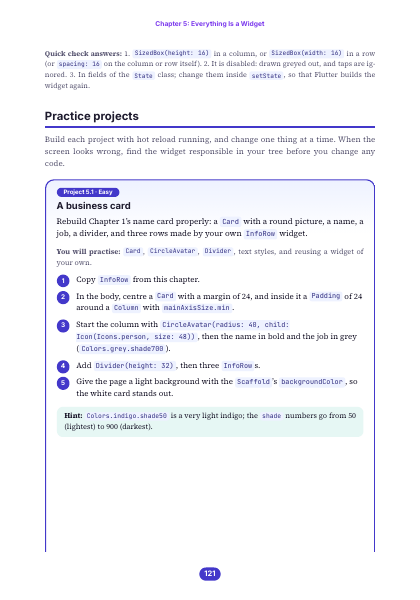 Chapter 5: Everything Is a Widget
Quick check answers: 1. SizedBox(height: 16) in a column, or SizedBox(width: 16) in a row
(or spacing: 16 on the column or row itself). 2. It is disabled: drawn greyed out, and taps are ig-
nored. 3. In fields of the State class; change them inside setState, so that Flutter builds the
widget again.
Practice projects
Build each project with hot reload running, and change one thing at a time. When the
screen looks wrong, find the widget responsible in your tree before you change any
code.
Project 5.1 · Easy
A business card
Rebuild Chapter 1's name card properly: a Card with a round picture, a name, a
job, a divider, and three rows made by your own InfoRow widget.
You will practise: Card, CircleAvatar, Divider, text styles, and reusing a widget of
your own.
1 Copy InfoRow from this chapter.
2 In the body, centre a Card with a margin of 24, and inside it a Padding of 24
around a Column with mainAxisSize.min.
3 Start the column with CircleAvatar(radius: 40, child:
Icon(Icons.person, size: 48)), then the name in bold and the job in grey
(Colors.grey.shade700).
4 Add Divider(height: 32), then three InfoRows.
5 Give the page a light background with the Scaffold's backgroundColor, so
the white card stands out.
Hint: Colors.indigo.shade50 is a very light indigo; the shade numbers go from 50
(lightest) to 900 (darkest).
121